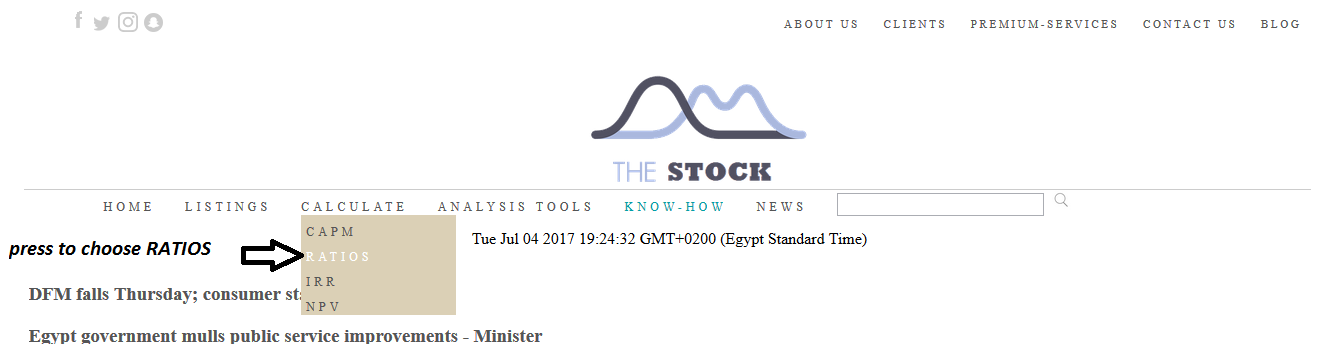 ABOUT US CLIENTS PREMIUM-SERVICES CONTACT US BLOG
THE STOCK
HOME LISTINGS CALCULATE ANALYSIS TOOLS KNOW-HOW NEWS
CAPM
Tue Jul 04 2017 19:24:32 GMT+0200 (Egypt Standard Time)
press to choose RATIOS
RATIOS
IRR
DFM falls Thursday; consumer
NPV
Egypt government mulls public service improvements - Minister